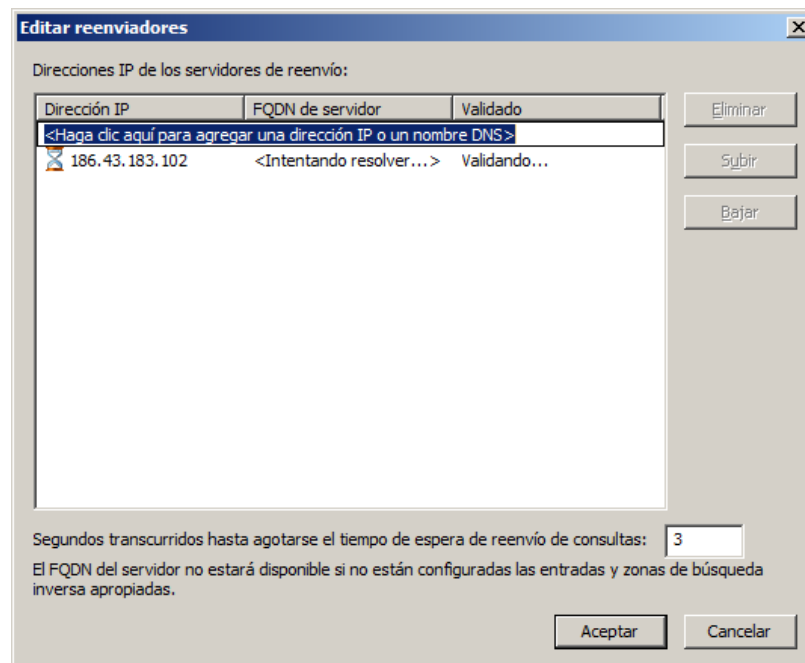 Editar reenviadores
Direcciones IP de los servidores de reenvío:
Dirección IP FQDN de servidor Validado
<Haga clic aquí para agregar una dirección IP o un nombre DNS>
186.43.183.102 <Intentando resolver...> Validando...
Eliminar
Subir
Bajar
Segundos transcurridos hasta agotarse el tiempo de espera de reenvío de consultas: 3
El FQDN del servidor no estará disponible si no están configuradas las entradas y zonas de búsqueda
inversa apropiadas.
Aceptar Cancelar